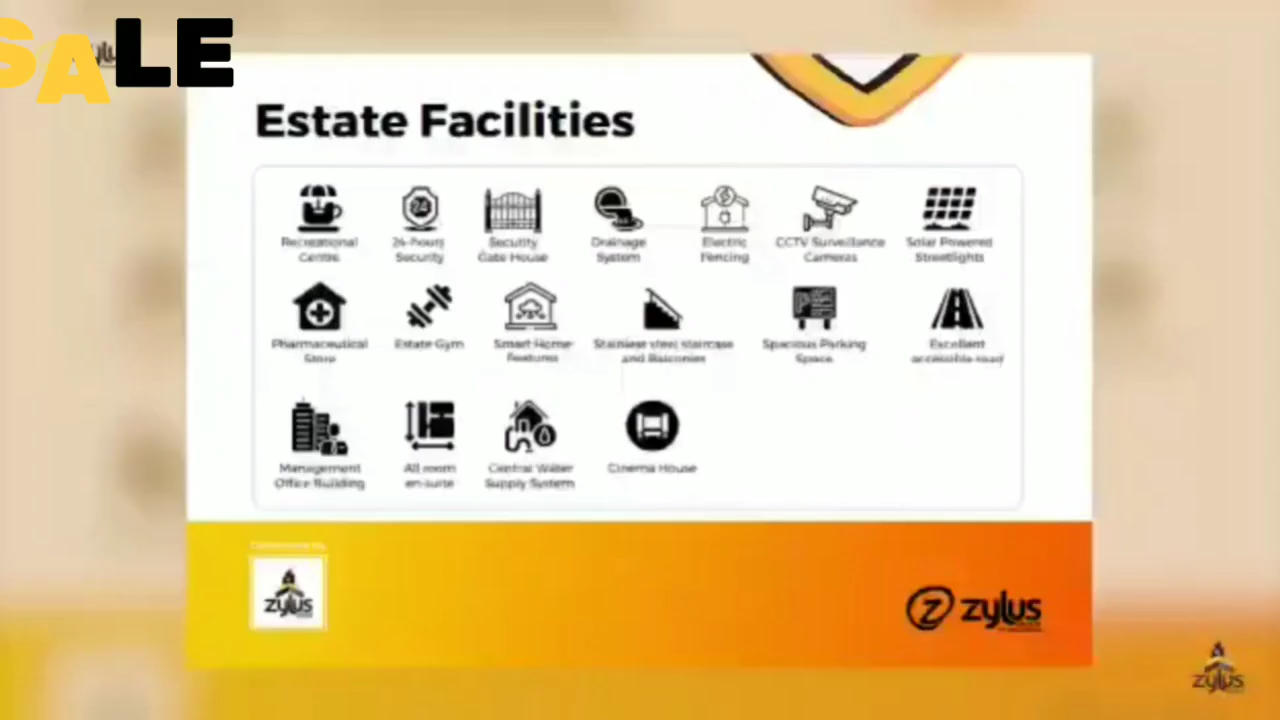 SALE
Estate Facilities
Recreational
Centre
24-hours
Security
Security
Gate House
Drainage
System
Electric
Fencing
CCTV Surveillance
Cameras
Solar Powered
Streetlights
Pharmaceutical
Store
Estate Gym
Smart Home
Features
Stainless steel staircase
and Balconies
Spacious Parking
Space
Excellent
accessible road
Management
Office Building
All room
en-suite
Central Water
Supply System
Cinema House
zylus
zylus
zylus